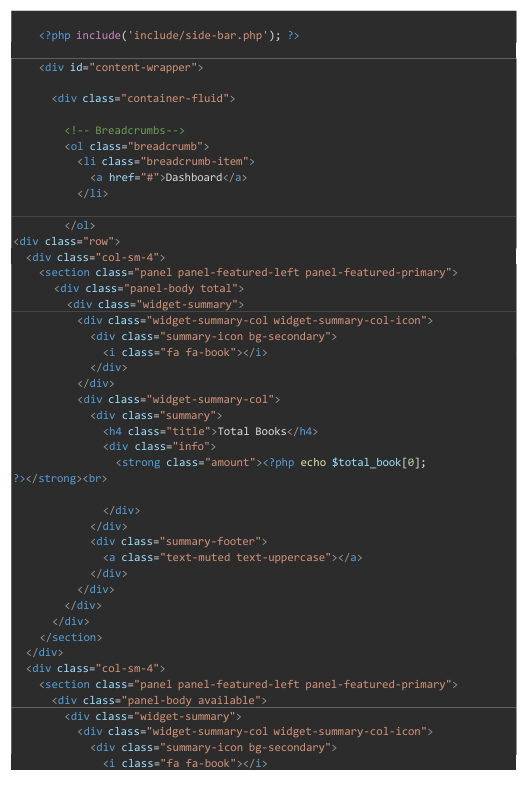 <?php include('include/side-bar.php'); ?>
<div id="content-wrapper">
<div class="container-fluid">
<!-- Breadcrumbs-->
<ol class="breadcrumb">
<li class="breadcrumb-item">
<a href="#">Dashboard</a>
</li>
</ol>
<div class="row">
<div class="col-sm-4">
<section class="panel panel-featured-left panel-featured-primary">
<div class="panel-body total">
<div class="widget-summary">
<div class="widget-summary-col widget-summary-col-icon">
<div class="summary-icon bg-secondary">
<i class="fa fa-book"></i>
</div>
</div>
<div class="widget-summary-col">
<div class="summary">
<h4 class="title">Total Books</h4>
<div class="info">
<strong class="amount"><?php echo $total_book[0];
?></strong><br>
</div>
</div>
<div class="summary-footer">
<a class="text-muted text-uppercase"></a>
</div>
</div>
</div>
</div>
</section>
</div>
<div class="col-sm-4">
<section class="panel panel-featured-left panel-featured-primary">
<div class="panel-body available">
<div class="widget-summary">
<div class="widget-summary-col widget-summary-col-icon">
<div class="summary-icon bg-secondary">
<i class="fa fa-book"></i>